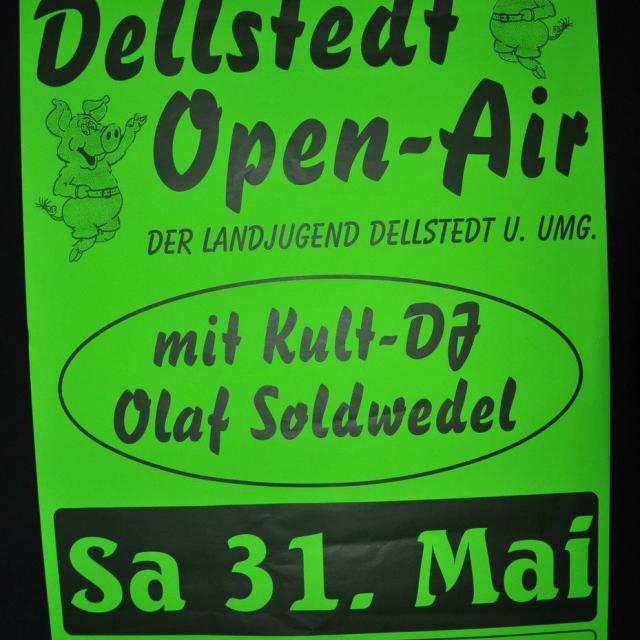 Dellstedt
Open-Air
DER LANDJUGEND DELLSTEDT U. UMG.
mit Kult-DJ
Olaf Soldwedel
Sa 31. Mai